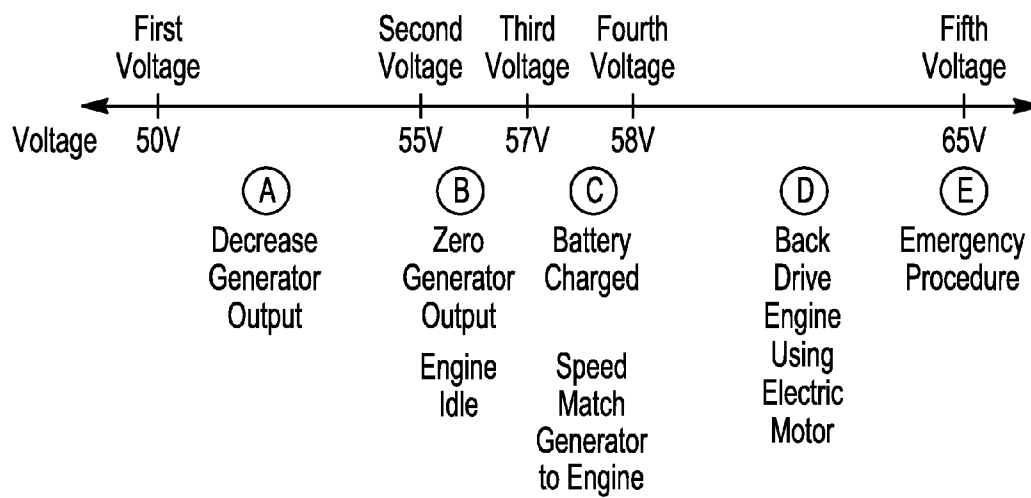 First Voltage
Second Voltage
Third Voltage
Fourth Voltage
Fifth Voltage
Voltage 50V 55V 57V 58V 65V
A
Decrease
Generator
Output
B
Zero
Generator
Output
Engine
Idle
C
Battery
Charged
Speed
Match
Generator
to Engine
D
Back
Drive
Engine
Using
Electric
Motor
E
Emergency
Procedure